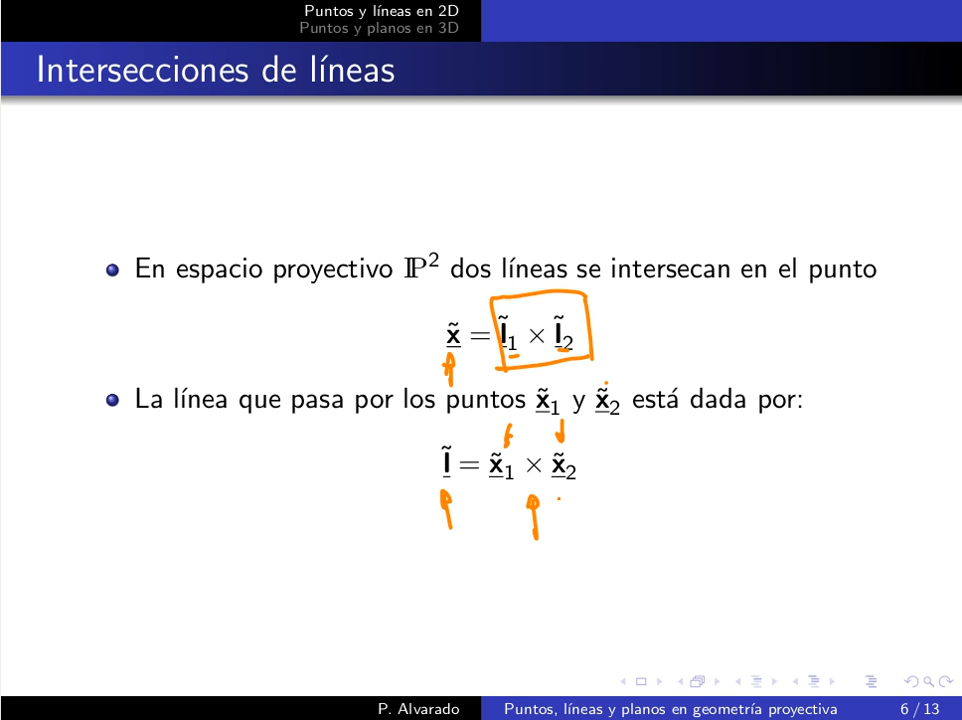 Puntos y líneas en 2D
Puntos y planos en 3D
Intersecciones de líneas
En espacio proyectivo ℙ² dos líneas se intersecan en el punto
x̲̃ = l̲̃₁ × l̲̃₂
La línea que pasa por los puntos x̲̃₁ y x̲̃₂ está dada por:
l̲̃ = x̲̃₁ × x̲̃₂
P. Alvarado
Puntos, líneas y planos en geometría proyectiva
6 / 13